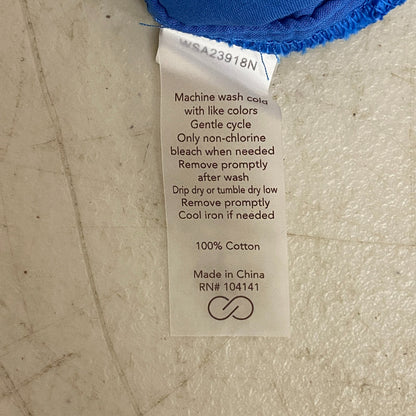 WSA23918N
Machine wash cold
with like colors
Gentle cycle
Only non-chlorine
bleach when needed
Remove promptly
after wash
Drip dry or tumble dry low
Remove promptly
Cool iron if needed
100% Cotton
Made in China
RN# 104141